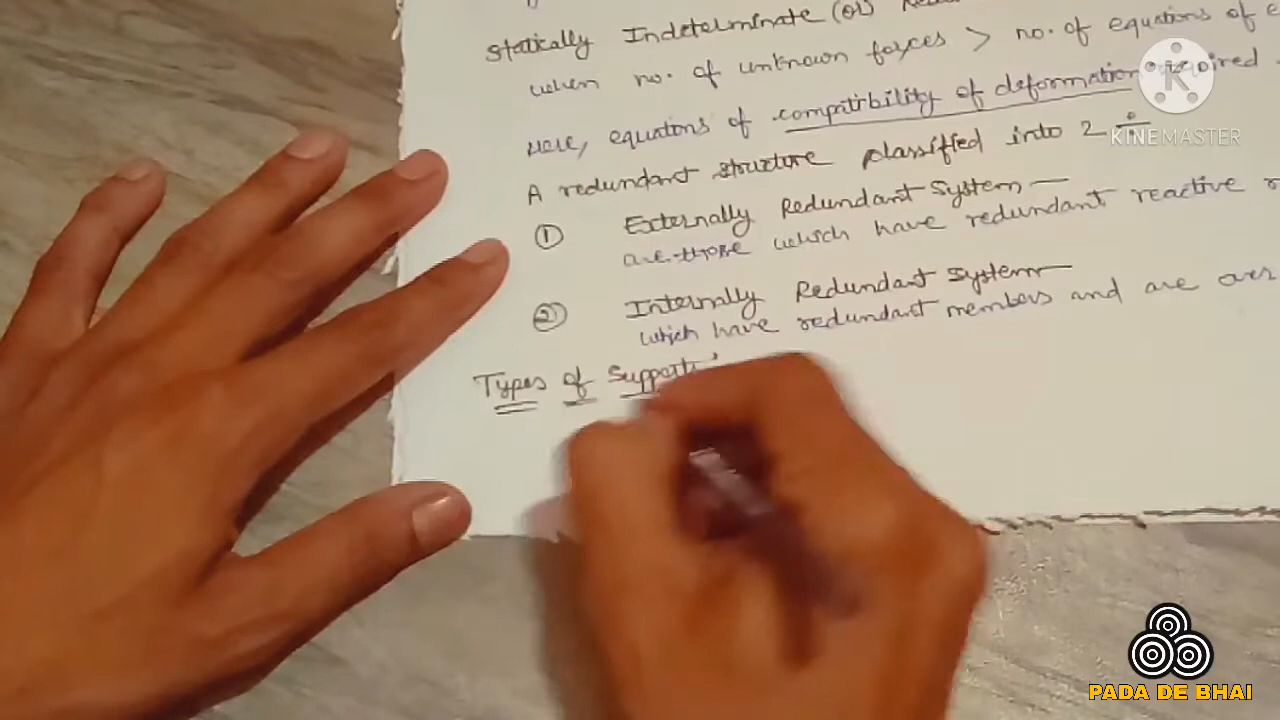 Statically Indeterminate (or)
when no. of unknown forces > no. of equations of
Here, equations of compatibility of deformation required
A redundant structure classified into 2
① Externally Redundant System —
are those which have redundant reactive
② Internally Redundant System —
which have redundant members and are over
Types of Supports
KINEMASTER
PADA DE BHAI